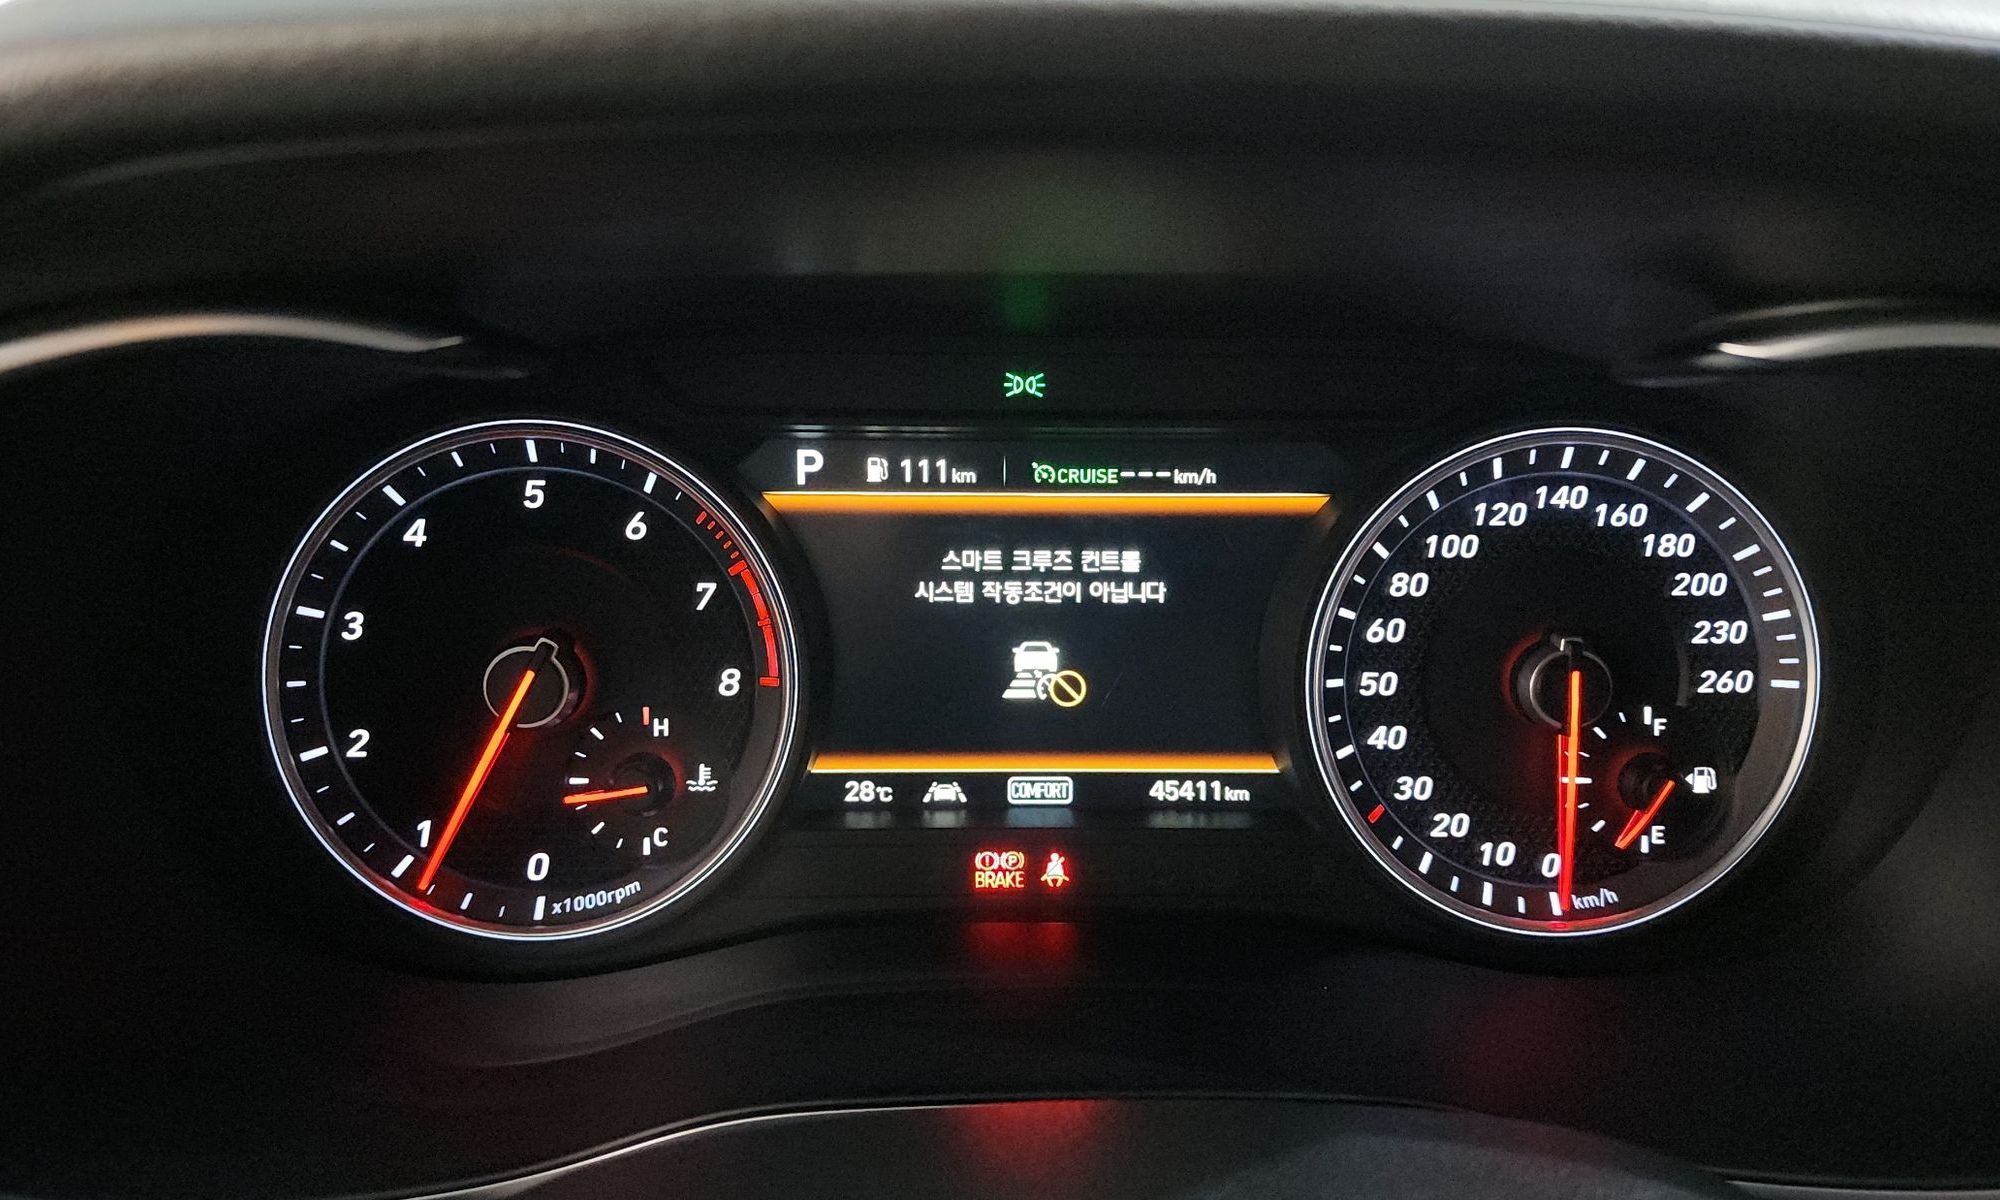 P 111km CRUISE---km/h
스마트 크루즈 컨트롤
시스템 작동조건이 아닙니다
28℃ COMFORT 45411km
BRAKE
0 1 2 3 4 5 6 7 8
x1000rpm
H
C
0 10 20 30 40 50 60 80 100 120 140 160 180 200 230 260
km/h
F
E